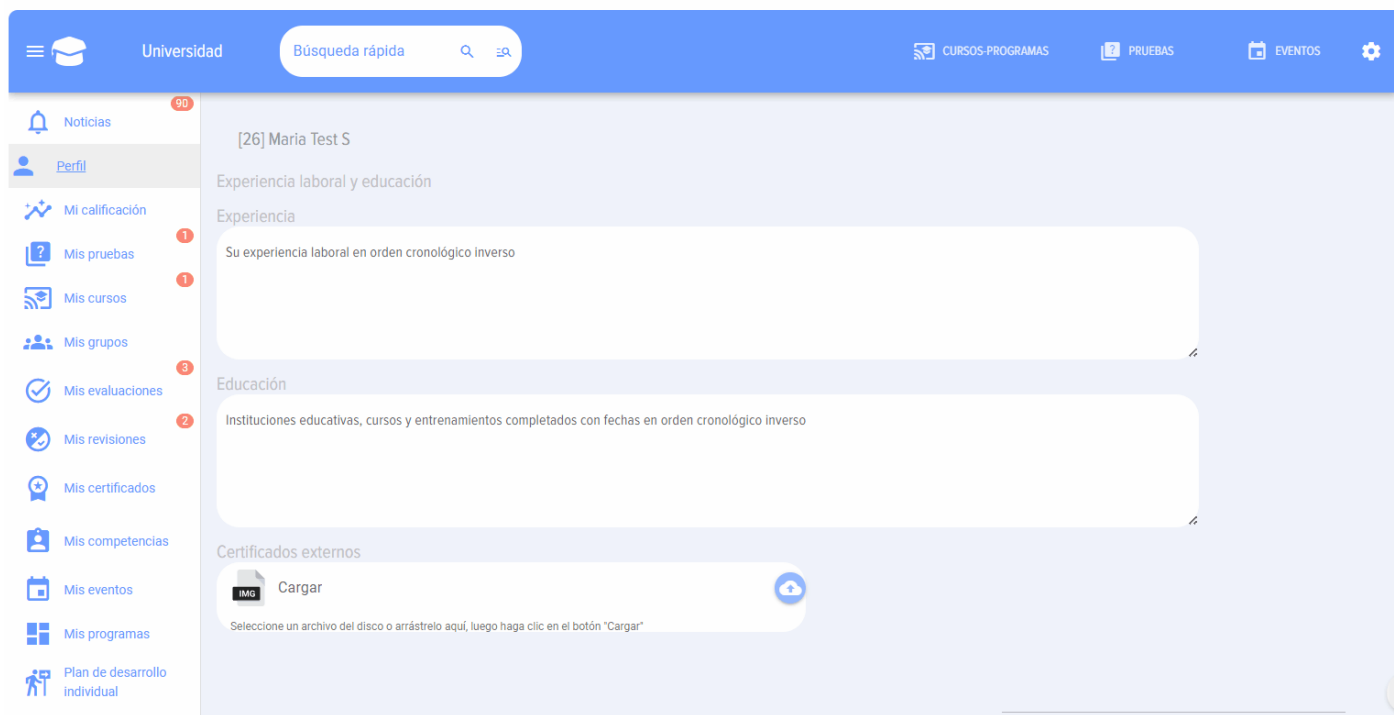 Universidad
Búsqueda rápida
CURSOS-PROGRAMAS
PRUEBAS
EVENTOS
Noticias
90
Perfil
Mi calificación
Mis pruebas
1
Mis cursos
1
Mis grupos
Mis evaluaciones
3
Mis revisiones
2
Mis certificados
Mis competencias
Mis eventos
Mis programas
Plan de desarrollo
individual
[26] Maria Test S
Experiencia laboral y educación
Experiencia
Su experiencia laboral en orden cronológico inverso
Educación
Instituciones educativas, cursos y entrenamientos completados con fechas en orden cronológico inverso
Certificados externos
IMG
Cargar
Seleccione un archivo del disco o arrástrelo aquí, luego haga clic en el botón "Cargar"